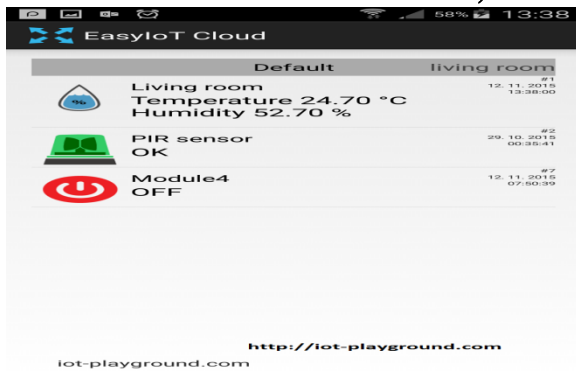 58% 13:38
EasyIoT Cloud
Default living room
#1
Living room 12. 11. 2015
Temperature 24.70 °C 13:38:00
Humidity 52.70 %
%
#2
PIR sensor 29. 10. 2015
OK 00:35:41
#7
Module4 12. 11. 2015
OFF 07:50:39
http://iot-playground.com
iot-playground.com